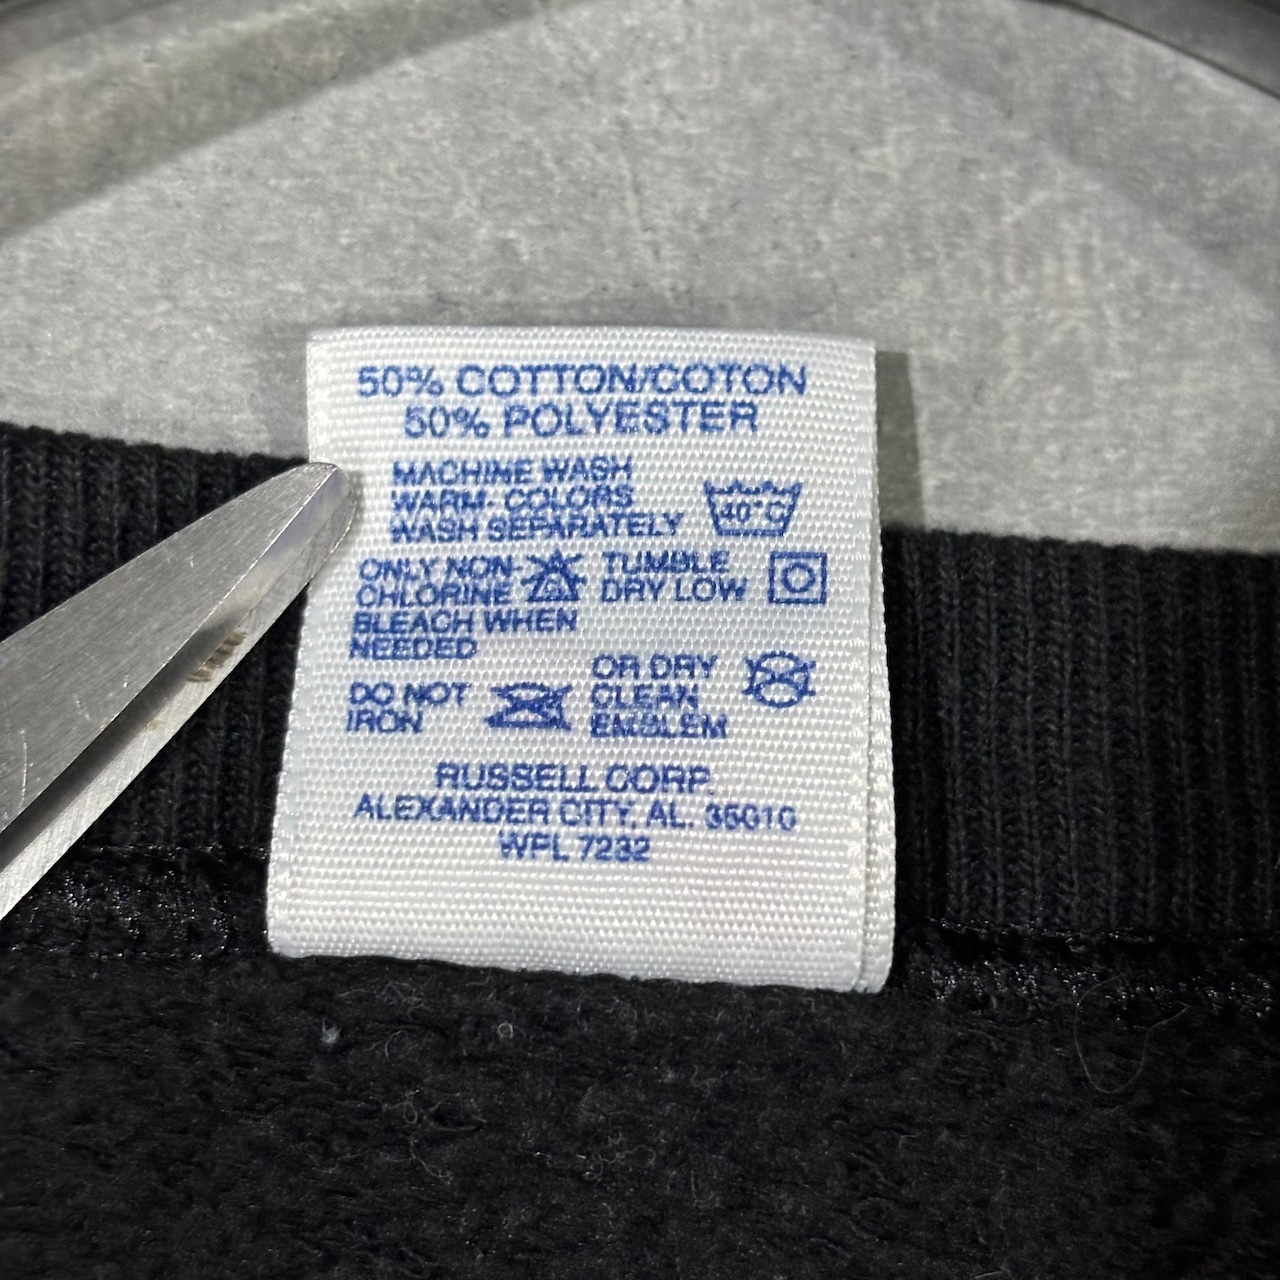 50% COTTON/COTON
50% POLYESTER
MACHINE WASH
WARM. COLORS
WASH SEPARATELY
40°C
ONLY NON-
CHLORINE
BLEACH WHEN
NEEDED
TUMBLE
DRY LOW
DO NOT
IRON
OR DRY
CLEAN
EMBLEM
RUSSELL CORP.
ALEXANDER CITY, AL. 35010
WPL 7232